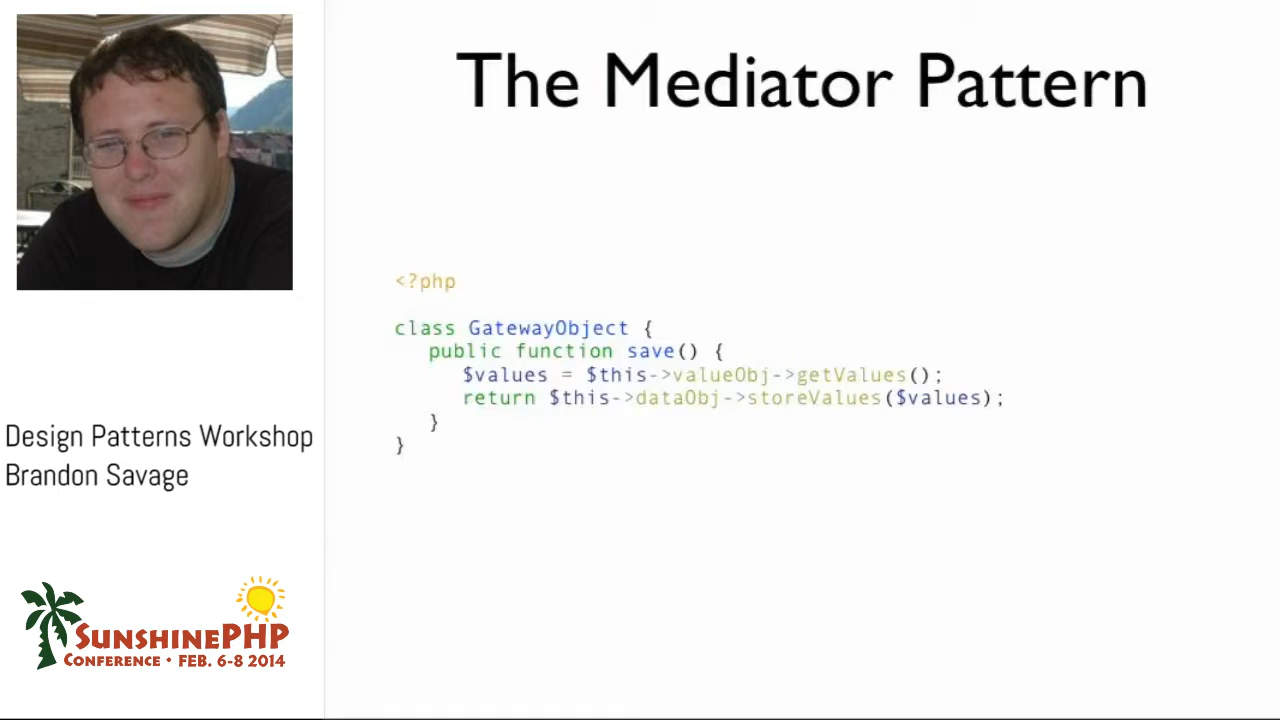 The Mediator Pattern
<?php
class GatewayObject {
public function save() {
$values = $this->valueObj->getValues();
return $this->dataObj->storeValues($values);
}
}
Design Patterns Workshop
Brandon Savage
SUNSHINEPHP
CONFERENCE • FEB. 6-8 2014